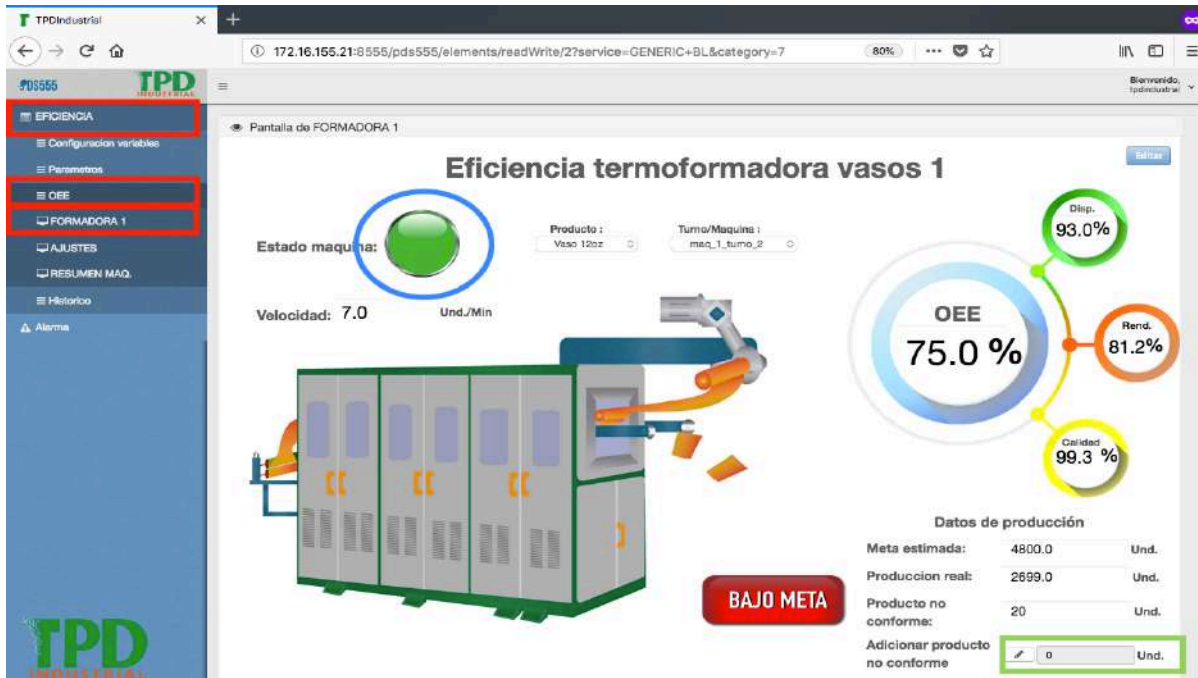 TPDIndustrial
172.16.155.21:8555/pds555/elements/readWrite/2?service=GENERIC+BL&category=7
80%
PDS555
TPD
INDUSTRIAL
Bienvenido,
tpdindustrial
EFICIENCIA
Configuracion variables
Parametros
OEE
FORMADORA 1
AJUSTES
RESUMEN MAQ.
Historico
Alarma
Pantalla de FORMADORA 1
Editar
Eficiencia termoformadora vasos 1
Estado maquina:
Producto :
Vaso 12oz
Turno/Maquina :
maq_1_turno_2
Velocidad: 7.0 Und./Min
Disp.
93.0%
OEE
75.0 %
Rend.
81.2%
Calidad
99.3 %
BAJO META
Datos de producción
Meta estimada: 4800.0 Und.
Produccion real: 2699.0 Und.
Producto no
conforme: 20 Und.
Adicionar producto
no conforme 0 Und.
TPD
INDUSTRIAL